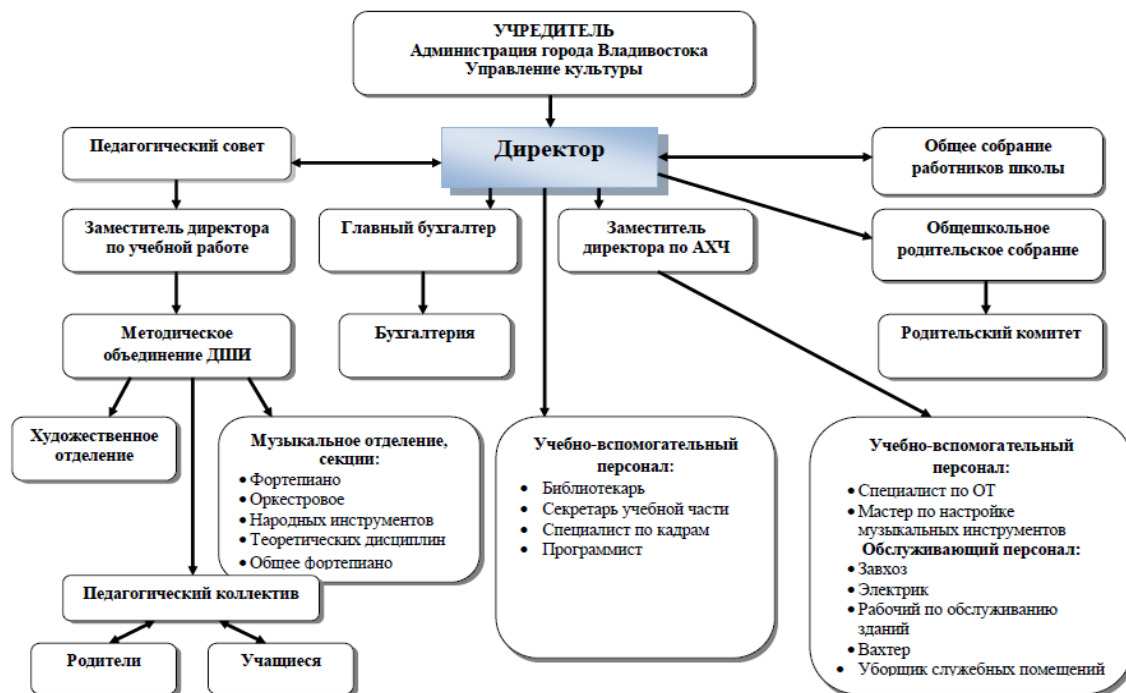 УЧРЕДИТЕЛЬ
Администрация города Владивостока
Управление культуры
Педагогический совет
Директор
Общее собрание
работников школы
Заместитель директора
по учебной работе
Главный бухгалтер
Заместитель
директора по АХЧ
Общешкольное
родительское собрание
Методическое
объединение ДШИ
Бухгалтерия
Родительский комитет
Художественное
отделение
Музыкальное отделение,
секции:
• Фортепиано
• Оркестровое
• Народных инструментов
• Теоретических дисциплин
• Общее фортепиано
Учебно-вспомогательный
персонал:
• Библиотекарь
• Секретарь учебной части
• Специалист по кадрам
• Программист
Учебно-вспомогательный
персонал:
• Специалист по ОТ
• Мастер по настройке
музыкальных инструментов
Обслуживающий персонал:
• Завхоз
• Электрик
• Рабочий по обслуживанию
зданий
• Вахтер
• Уборщик служебных помещений
Педагогический коллектив
Родители
Учащиеся